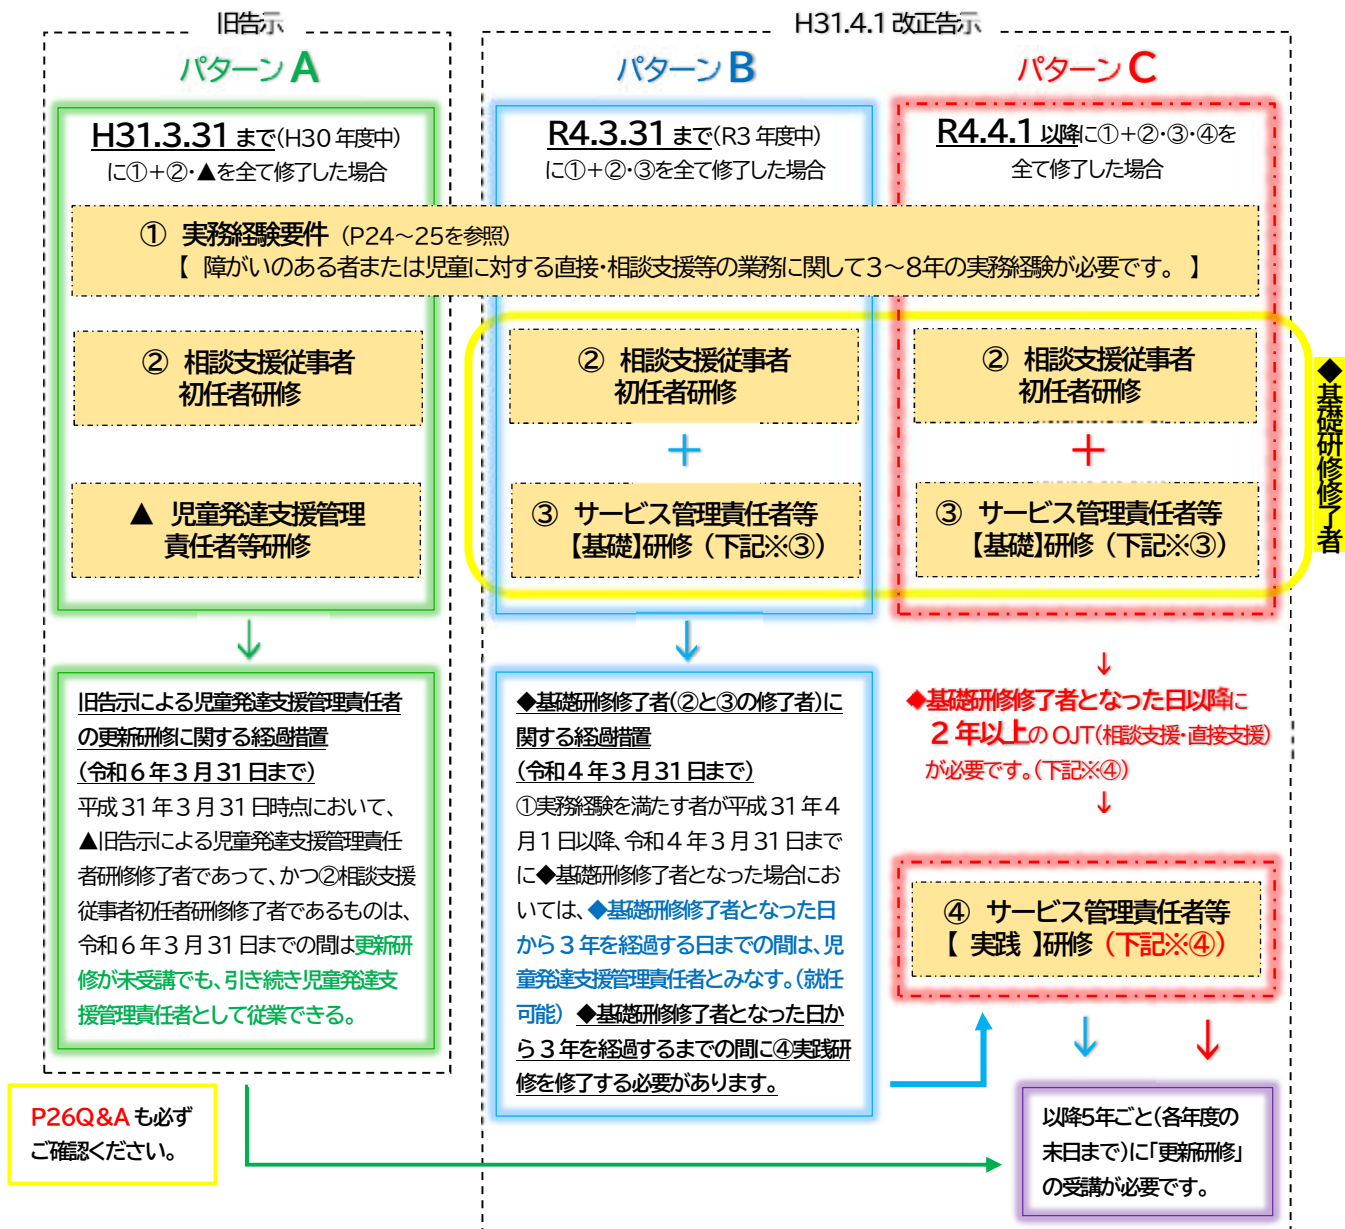 旧告示
H31.4.1 改正告示
パターン A
H31.3.31 まで(H30 年度中)
に①＋②・▲を全て修了した場合
パターン B
R4.3.31 まで(R3 年度中)
に①＋②・③を全て修了した場合
パターン C
R4.4.1 以降に①＋②・③・④を
全て修了した場合
① 実務経験要件 (P24～25を参照)
【 障がいのある者または児童に対する直接・相談支援等の業務に関して3～8年の実務経験が必要です。 】
② 相談支援従事者
初任者研修
▲ 児童発達支援管理
責任者等研修
② 相談支援従事者
初任者研修
＋
③ サービス管理責任者等
【基礎】研修 (下記※③)
② 相談支援従事者
初任者研修
＋
③ サービス管理責任者等
【基礎】研修 (下記※③)
◆基礎研修修了者
↓
旧告示による児童発達支援管理責任者
の更新研修に関する経過措置
(令和6年3月31日まで)
平成31年3月31日時点において、
▲旧告示による児童発達支援管理責任
者研修修了者であって、かつ②相談支援
従事者初任者研修修了者であるものは、
令和6年3月31日までの間は更新研
修が未受講でも、引き続き児童発達支
援管理責任者として従業できる。
↓
◆基礎研修修了者(②と③の修了者)に
関する経過措置
(令和4年3月31日まで)
①実務経験を満たす者が平成31年4
月1日以降、令和4年3月31日まで
に◆基礎研修修了者となった場合にお
いては、◆基礎研修修了者となった日
から3年を経過する日までの間は、児
童発達支援管理責任者とみなす。(就任
可能) ◆基礎研修修了者となった日か
ら3年を経過するまでの間に④実践研
修を修了する必要があります。
↓
◆基礎研修修了者となった日以降に
2年以上のOJT(相談支援・直接支援)
が必要です。(下記※④)
↓
④ サービス管理責任者等
【 実践 】研修 (下記※④)
↓ ↓
以降5年ごと(各年度の
末日まで)に「更新研修」
の受講が必要です。
P26Q&A も必ず
ご確認ください。